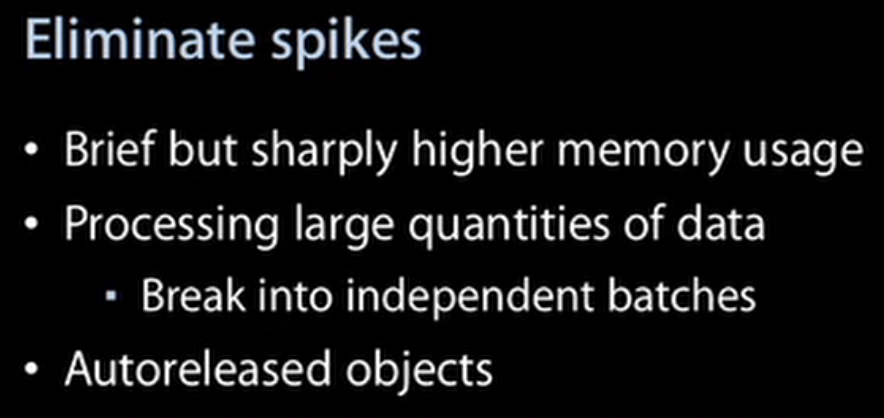 Eliminate spikes
• Brief but sharply higher memory usage
• Processing large quantities of data
▪ Break into independent batches
• Autoreleased objects